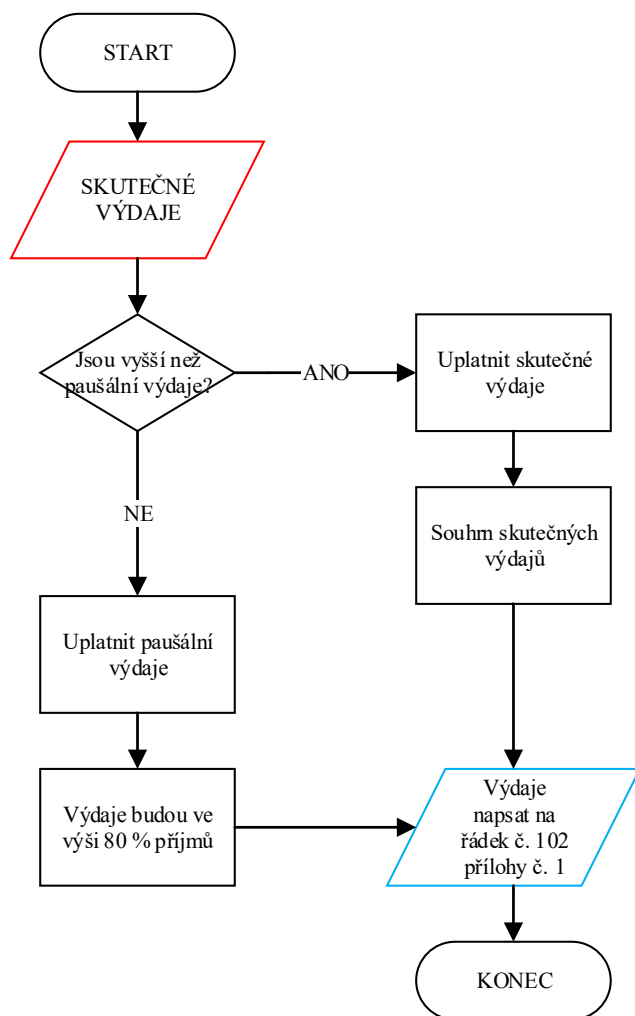 START
SKUTEČNÉ
VÝDAJE
Jsou vyšší než
paušální výdaje?
ANO
Uplatnit skutečné
výdaje
Souhrn skutečných
výdajů
NE
Uplatnit paušální
výdaje
Výdaje budou ve
výši 80 % příjmů
Výdaje
napsat na
řádek č. 102
přílohy č. 1
KONEC